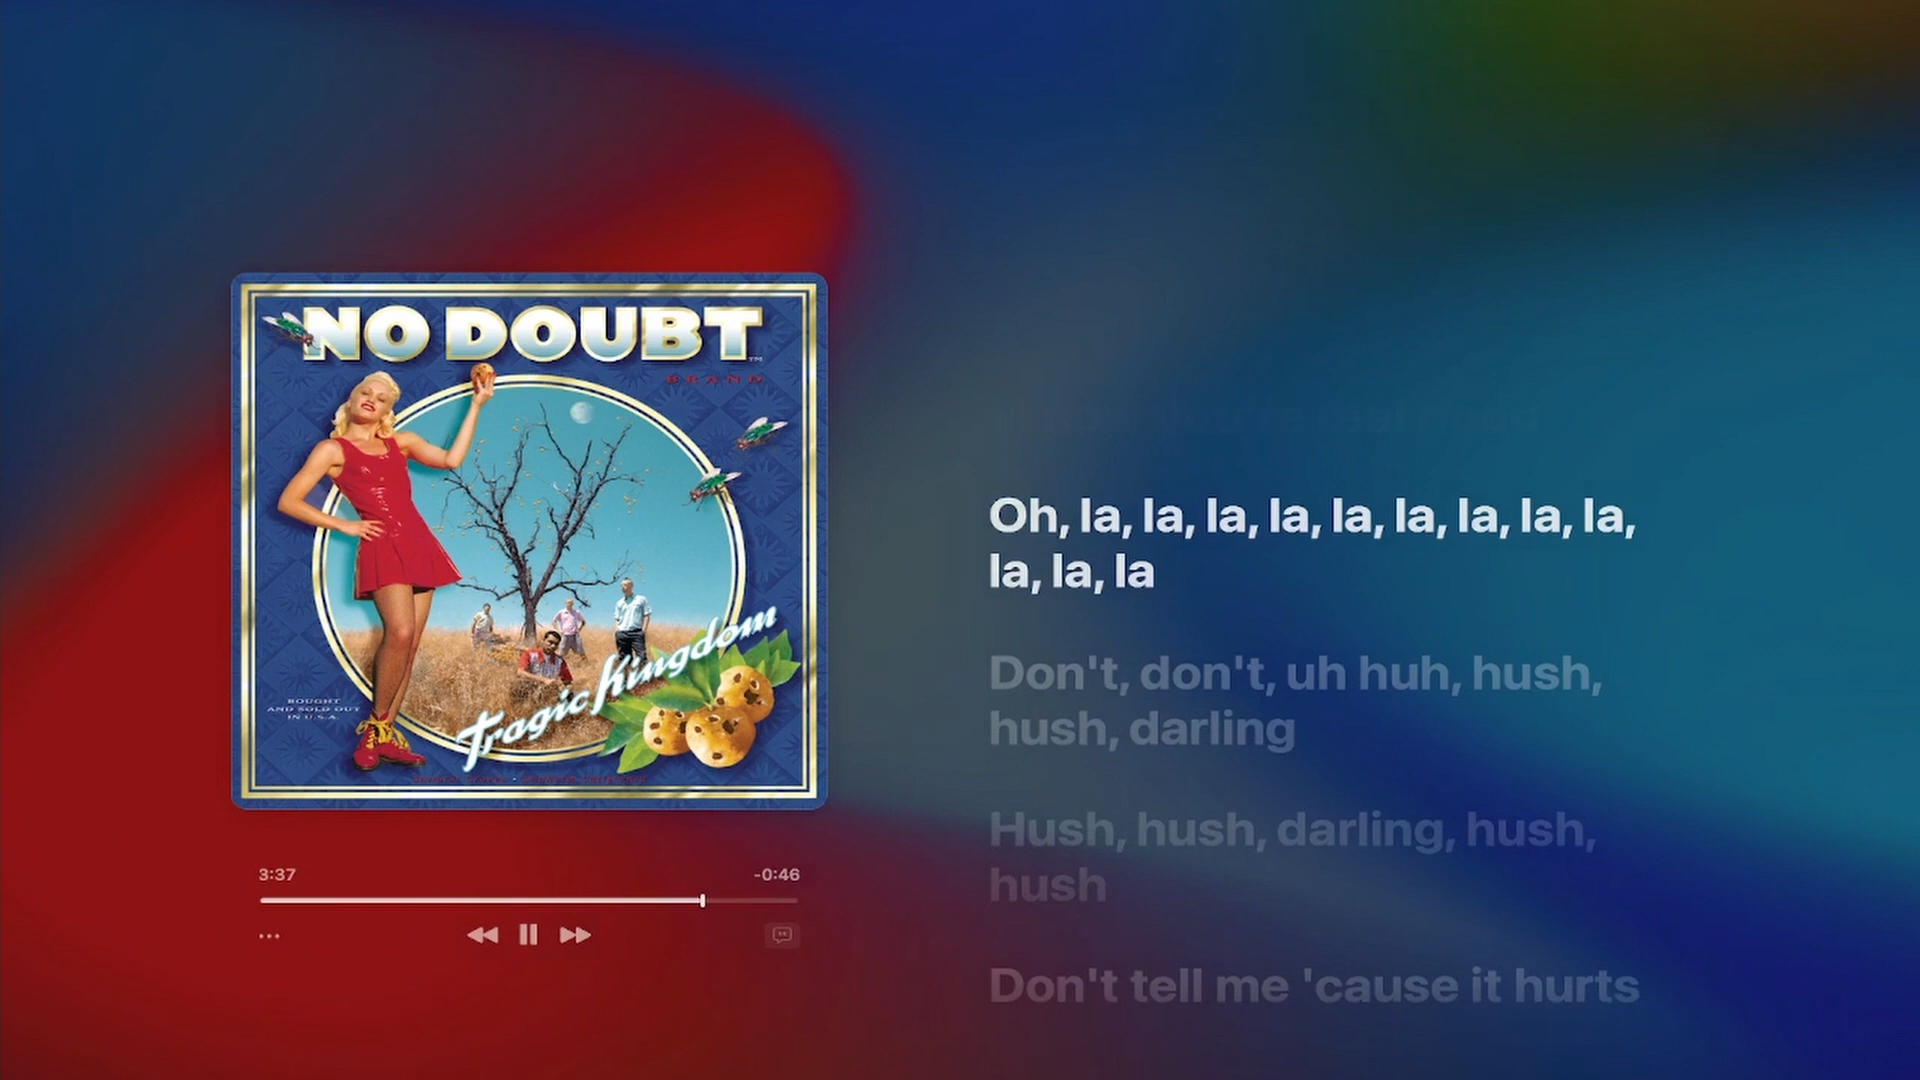 NO DOUBT
TM
BRAND
BOUGHT
AND SOLD OUT
IN U.S.A.
Tragic Kingdom
3:37
-0:46
Oh, la, la, la, la, la, la, la, la, la,
la, la, la
Don't, don't, uh huh, hush,
hush, darling
Hush, hush, darling, hush,
hush
Don't tell me 'cause it hurts